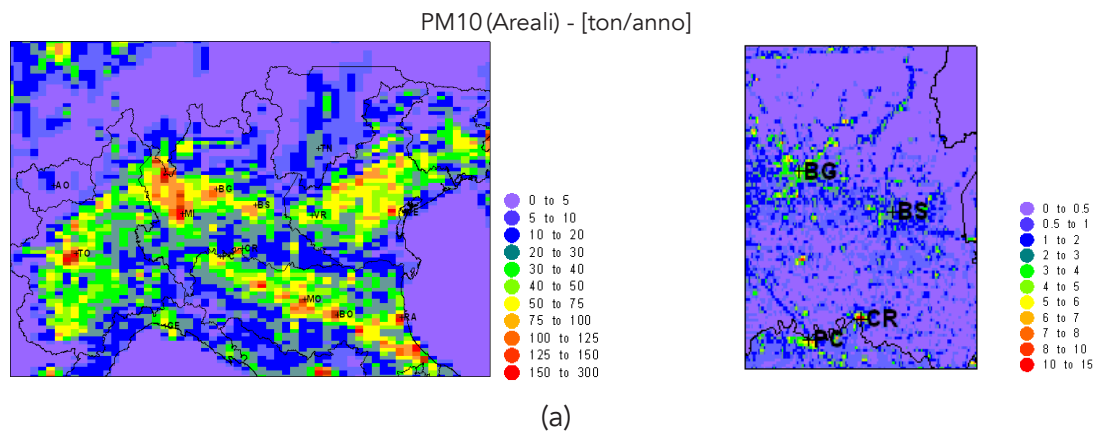 PM10 (Areali) - [ton/anno]
AO
TO
MI
BG
BS
CR
PC
TN
VR
VE
MO
BO
RA
GE
0 to 5
5 to 10
10 to 20
20 to 30
30 to 40
40 to 50
50 to 75
75 to 100
100 to 125
125 to 150
150 to 300
BG
BS
CR
PC
0 to 0.5
0.5 to 1
1 to 2
2 to 3
3 to 4
4 to 5
5 to 6
6 to 7
7 to 8
8 to 10
10 to 15
(a)